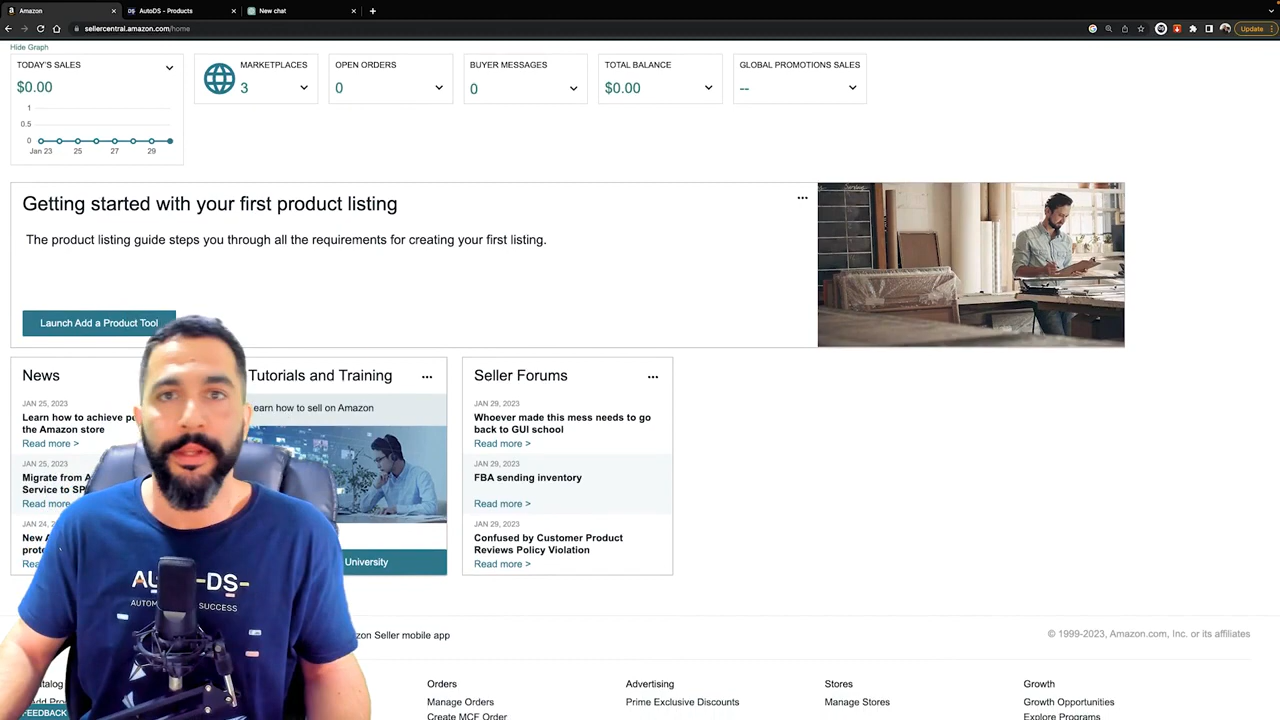 Amazon
AutoDS - Products
New chat
sellercentral.amazon.com/home
Update
Hide Graph
TODAY'S SALES
$0.00
1
0.5
0
Jan 23
25
27
29
MARKETPLACES
3
OPEN ORDERS
0
BUYER MESSAGES
0
TOTAL BALANCE
$0.00
GLOBAL PROMOTIONS SALES
--
Getting started with your first product listing
The product listing guide steps you through all the requirements for creating your first listing.
Launch Add a Product Tool
News
JAN 25, 2023
Learn how to achieve
the Amazon store
Read more >
JAN 25, 2023
Migrate from
Service to
Read more
JAN 24,
New
Tutorials and Training
earn how to sell on Amazon
University
Seller Forums
JAN 29, 2023
Whoever made this mess needs to go
back to GUI school
Read more >
JAN 29, 2023
FBA sending inventory
Read more >
JAN 29, 2023
Confused by Customer Product
Reviews Policy Violation
Read more >
AU DS
AUTOM SUCCESS
zon Seller mobile app
© 1999-2023, Amazon.com, Inc. or its affiliates
FEEDBACK
Orders
Manage Orders
Create MCF Order
Advertising
Prime Exclusive Discounts
Stores
Manage Stores
Growth
Growth Opportunities
Explore Programs